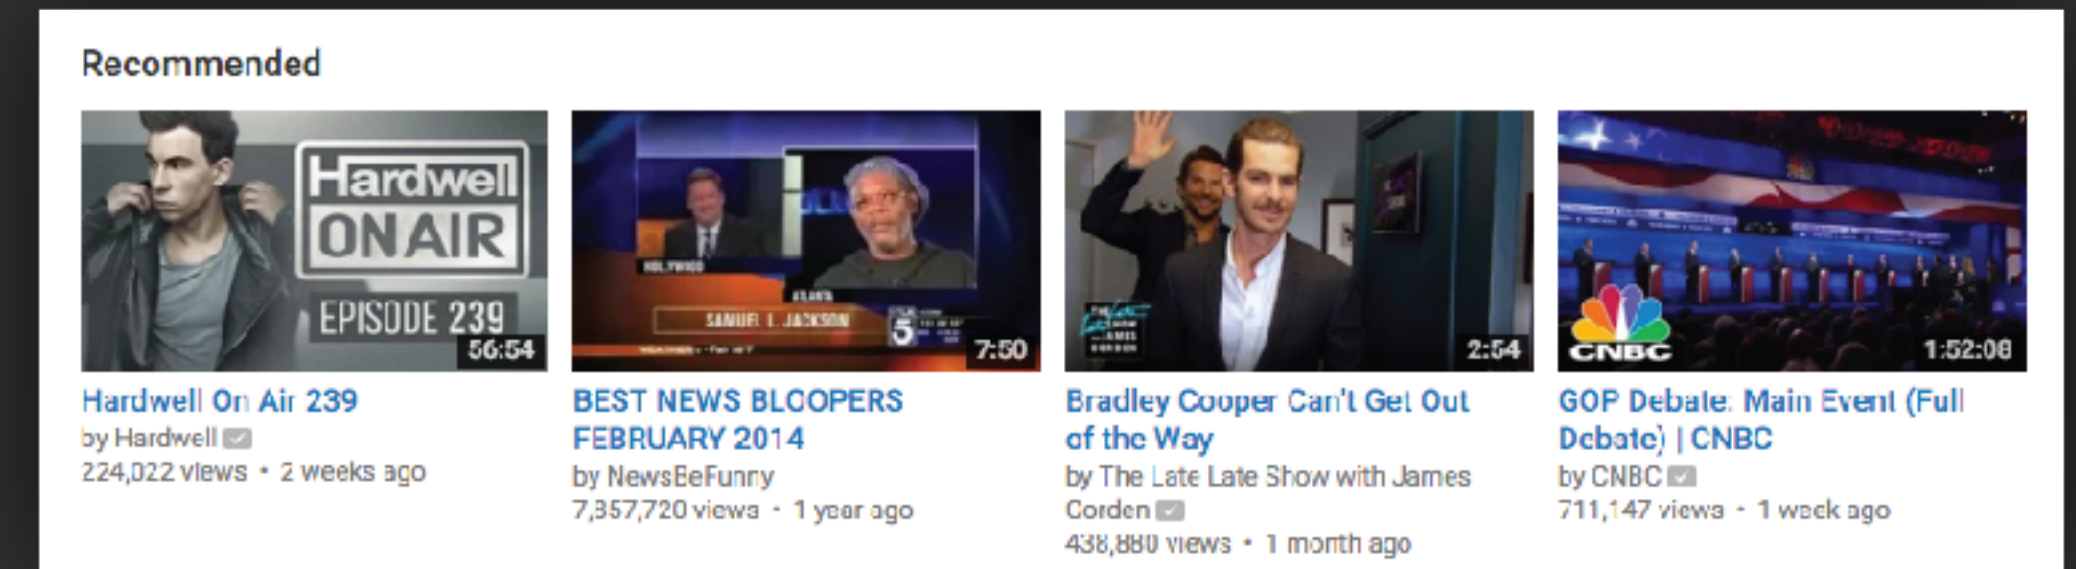 Recommended
Hardwell
ON AIR
EPISODE 239
56:54
HOLLYWOOD
ATLANTA
SAMUEL L. JACKSON
5
7:50
2:54
CNBC
1:52:08
Hardwell On Air 239
by Hardwell
224,022 views • 2 weeks ago
BEST NEWS BLOOPERS
FEBRUARY 2014
by NewsBeFunny
7,357,720 views • 1 year ago
Bradley Cooper Can't Get Out
of the Way
by The Late Late Show with James
Corden
438,880 views • 1 month ago
GOP Debate: Main Event (Full
Debate) | CNBC
by CNBC
711,147 views • 1 week ago